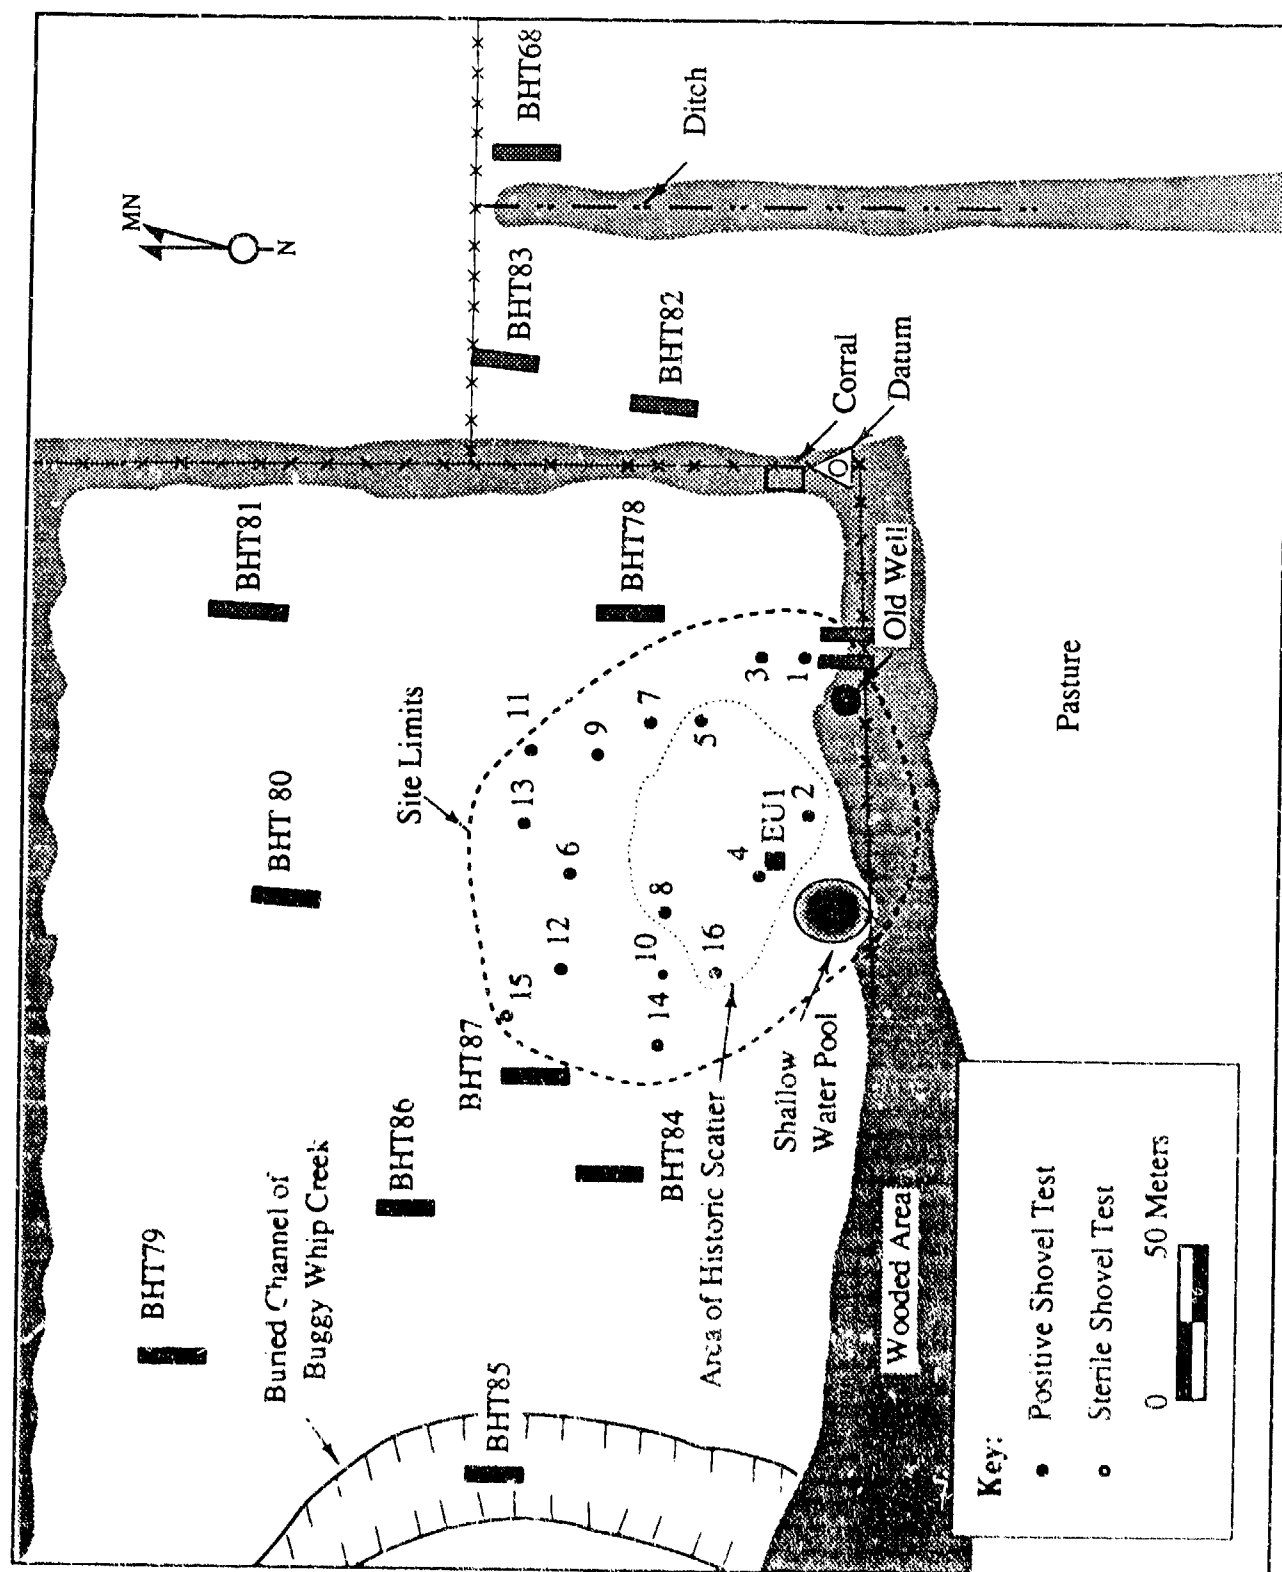 MN
N
BHT68
Ditch
BHT83
BHT82
Corral
Datum
BHT81
BHT78
Old Well
BHT 80
Site Limits
11
13
9
7
3
1
5
6
2
EU1
4
8
12
10
16
15
14
Pasture
BHT87
BHT86
BHT84
Shallow
Water Pool
Area of Historic Scatter
BHT79
Buried Channel of
Buggy Whip Creek
BHT85
Wooded Area
Key:
Positive Shovel Test
Sterile Shovel Test
0 50 Meters